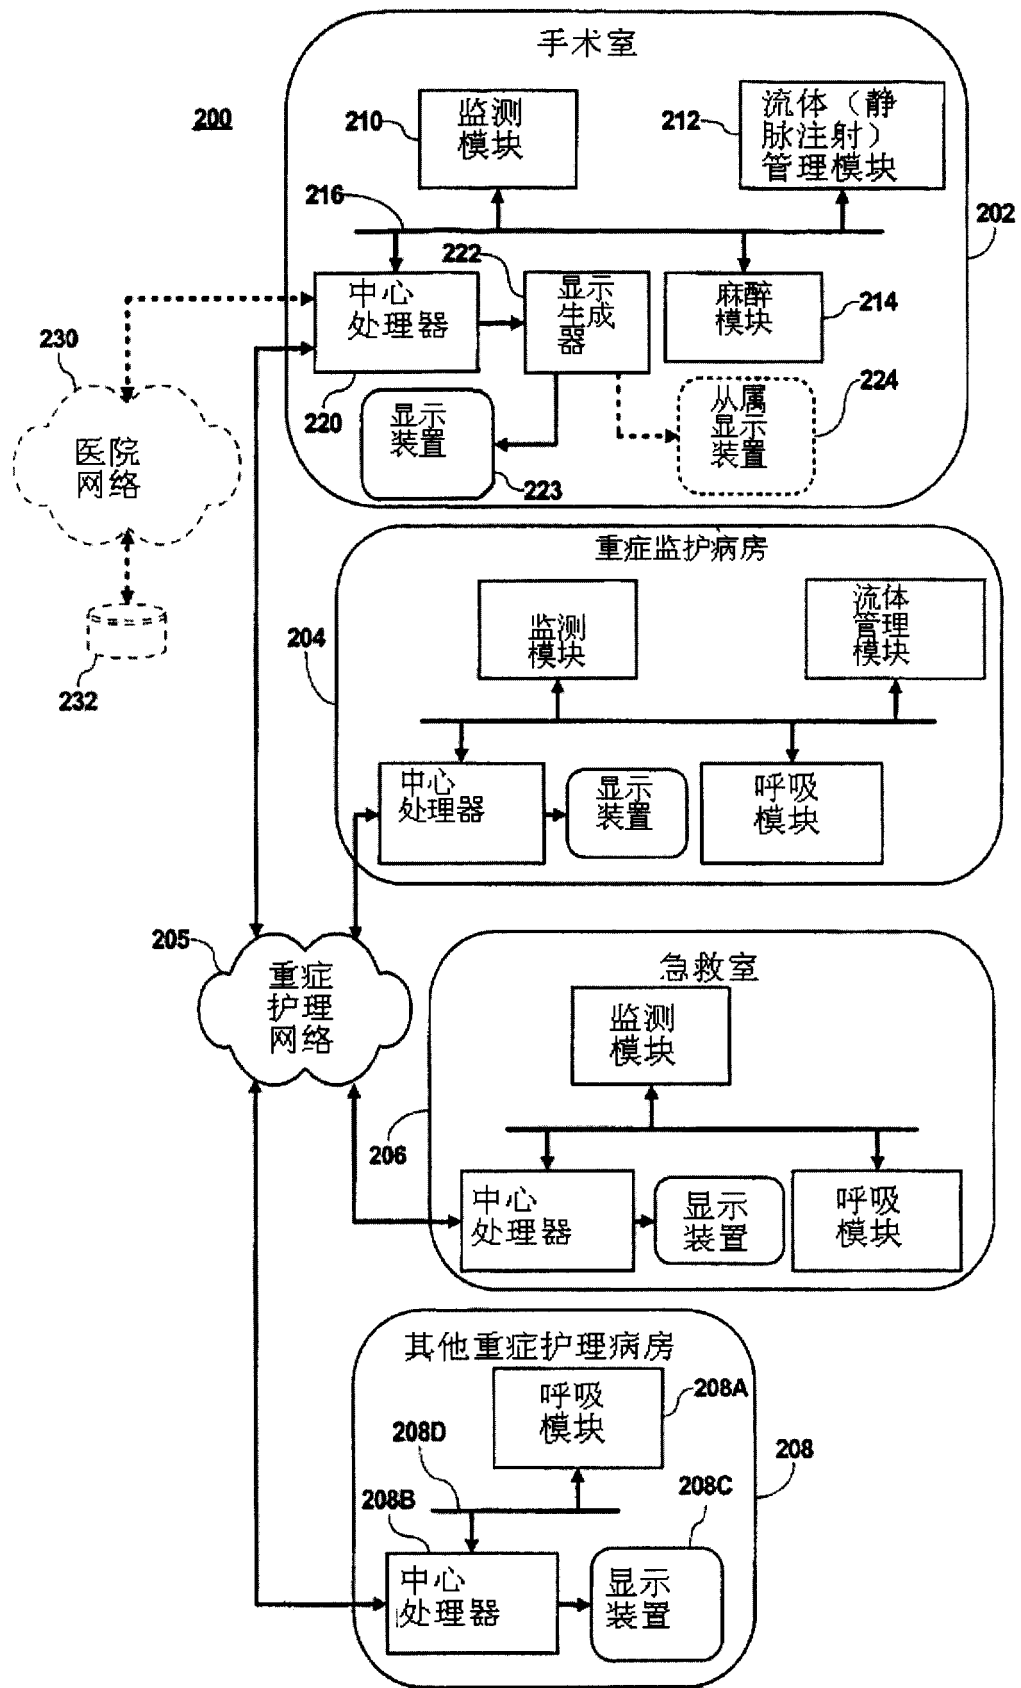 手术室
200
210
监测
模块
212
流体（静
脉注射）
管理模块
216
202
222
中心
处理器
显示
生成
器
麻醉
模块
214
230
220
显示
装置
从属
显示
装置
224
223
医院
网络
232
重症监护病房
204
监测
模块
流体
管理
模块
中心
处理器
显示
装置
呼吸
模块
205
重症
护理
网络
急救室
监测
模块
206
中心
处理器
显示
装置
呼吸
模块
其他重症护理病房
呼吸
模块
208A
208D
208
208B
208C
中心
处理器
显示
装置